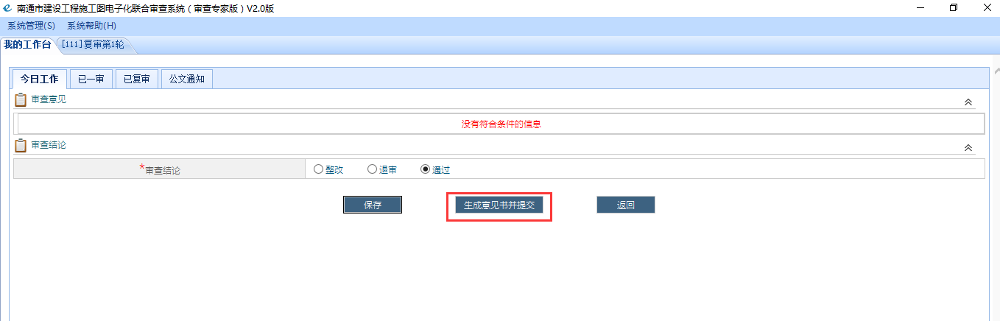 南通市建设工程施工图电子化联合审查系统（审查专家版）V2.0版
系统管理(S) 系统帮助(H)
我的工作台 [111]复审第1轮
今日工作 已一审 已复审 公文通知
审查意见
没有符合条件的信息
审查结论
*审查结论 整改 退审 通过
保存 生成意见书并提交 返回